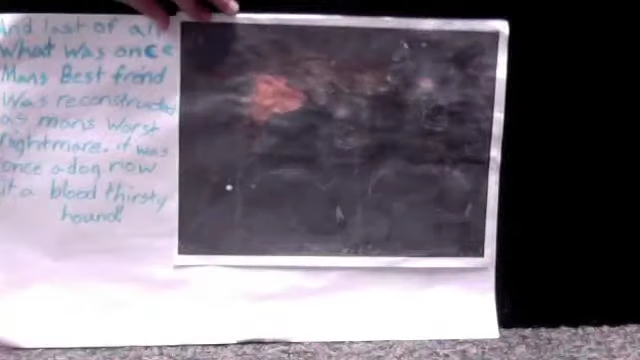 And last of all
what was once
Mans Best freind
was reconstructed
as mans worst
nightmare. it was
once a dog now
it a blood thirsty
hound!